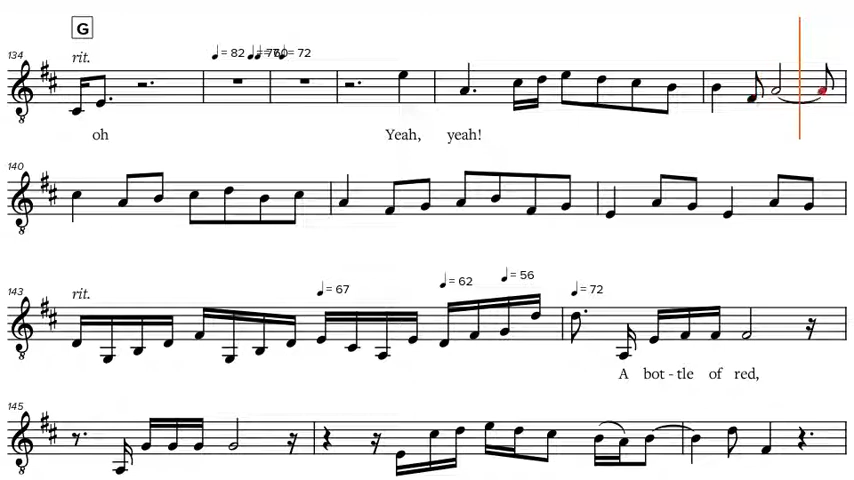 G
134 rit. = 82 = 72
oh Yeah, yeah!
140
143 rit. = 67 = 62 = 56 = 72
A bot - tle of red,
145